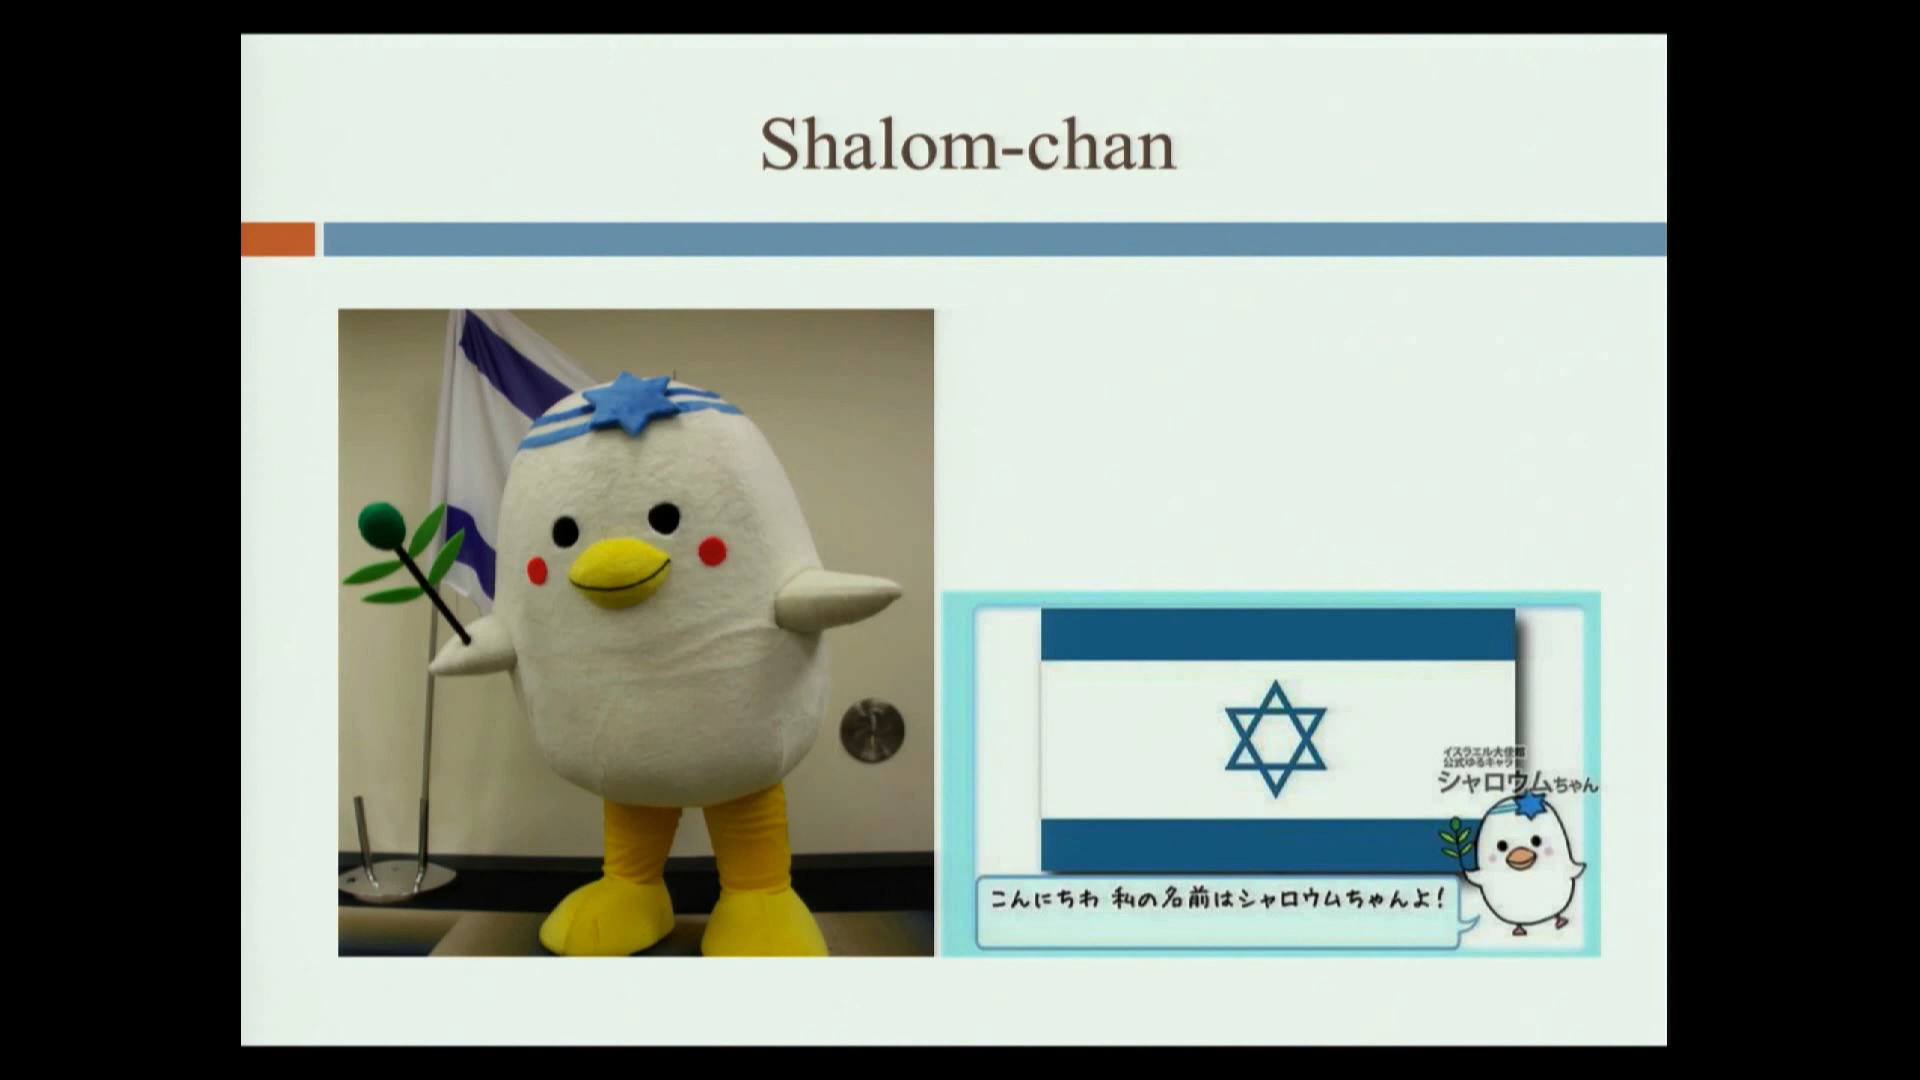 Shalom-chan
イスラエル大使館
公式ゆるキャラ
シャロウムちゃん
こんにちわ 私の名前はシャロウムちゃんよ!